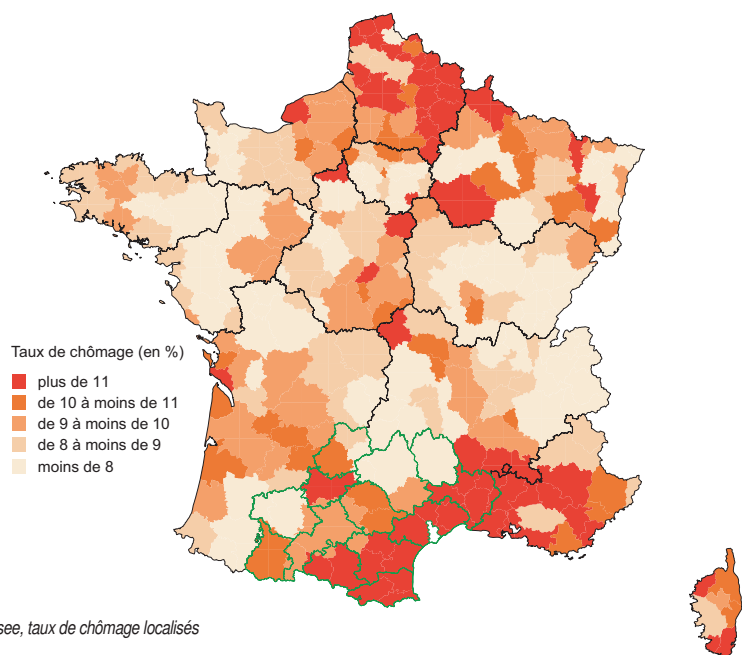 Taux de chômage (en %)
plus de 11
de 10 à moins de 11
de 9 à moins de 10
de 8 à moins de 9
moins de 8
see, taux de chômage localisés